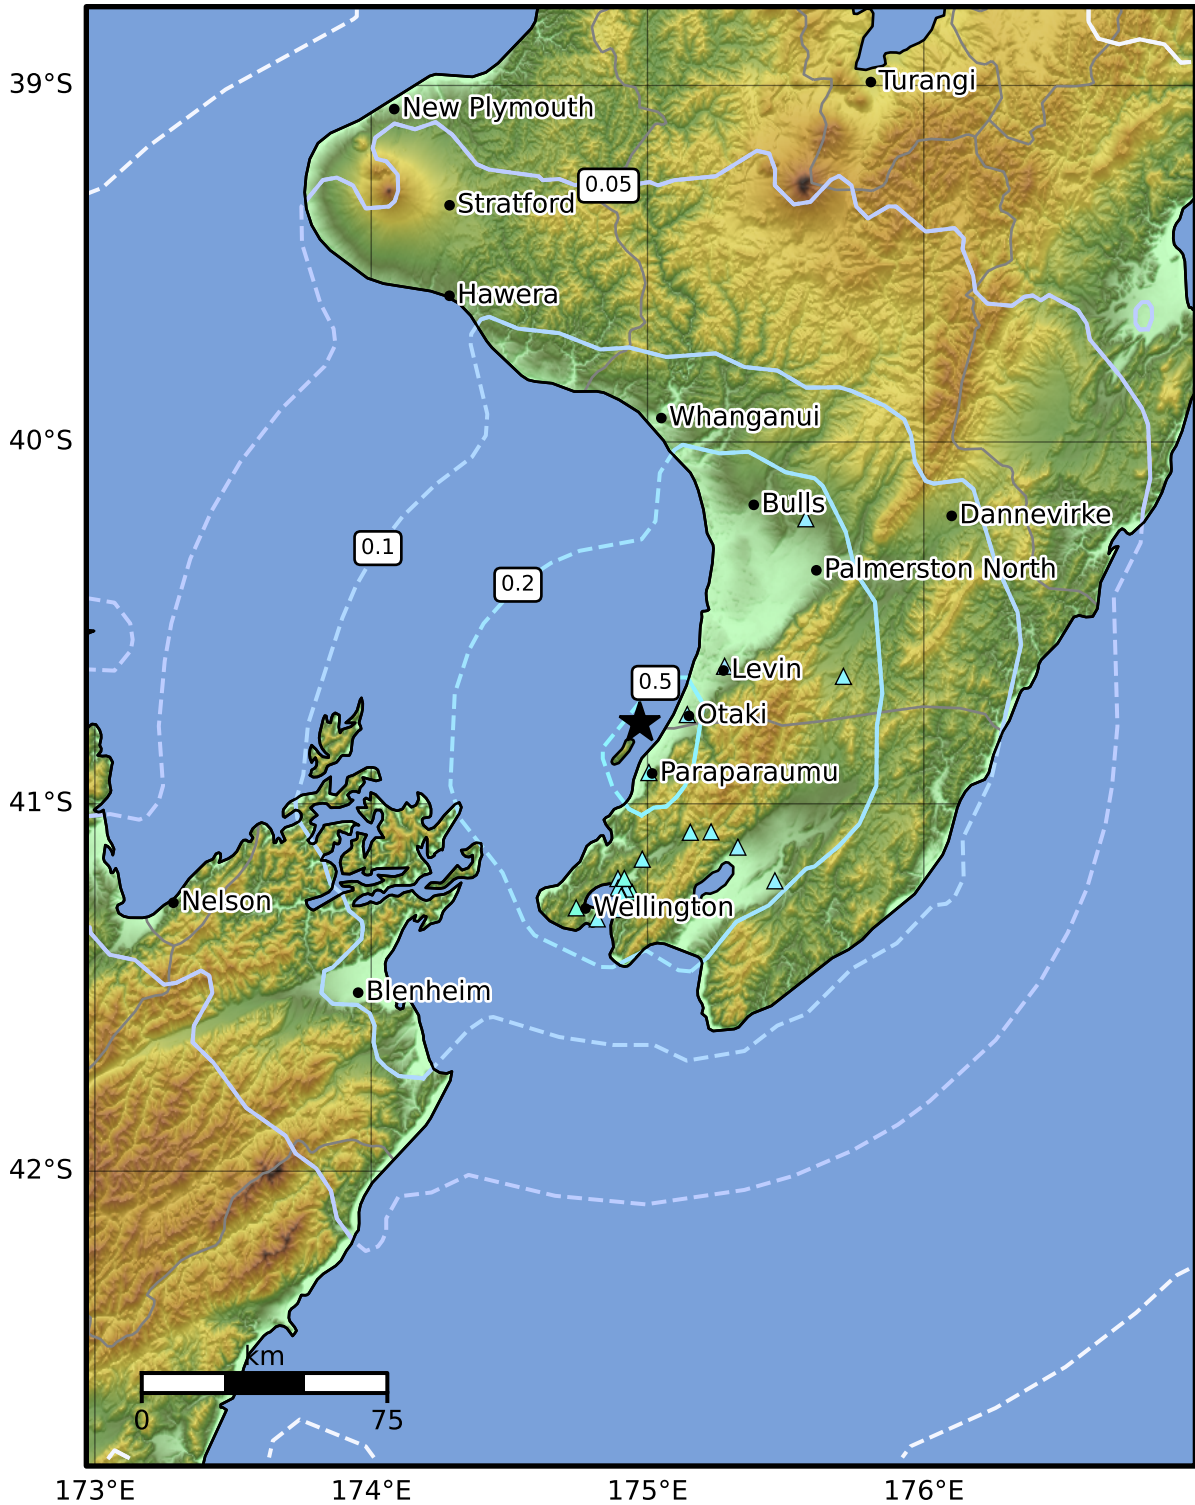 39°S
Turangi
New Plymouth
0.05
Stratford
Hawera
Whanganui
40°S
Bulls
Dannevirke
0.1
Palmerston North
0.2
Levin
0.5
Otaki
Paraparaumu
41°S
Nelson
Wellington
Blenheim
42°S
km
0
75
173°E
174°E
175°E
176°E